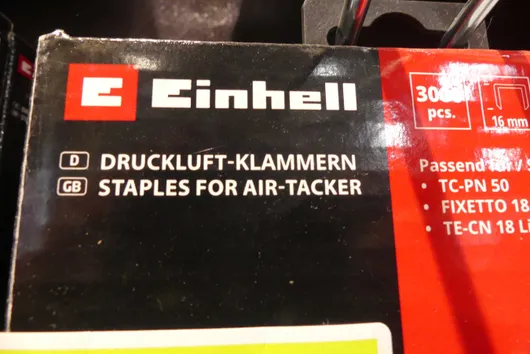 Einhell
D DRUCKLUFT-KLAMMERN
GB STAPLES FOR AIR-TACKER
pcs.
16 mm
Passend für /
• TC-PN 50
• FIXETTO 18
• TE-CN 18 Li